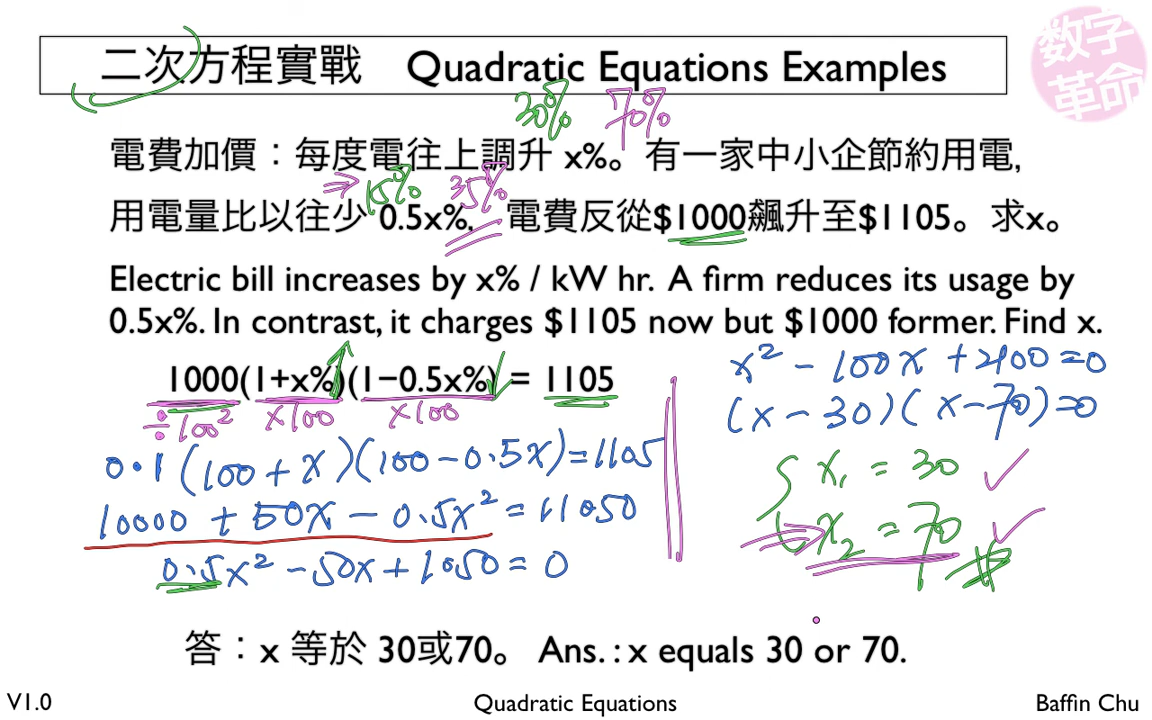 二次方程實戰 Quadratic Equations Examples
数字
革命
30% 70%
電費加價：每度電往上調升 x%。有一家中小企節約用電,
15% 35%
用電量比以往少 0.5x%, 電費反從$1000飆升至$1105。求x。
Electric bill increases by x% / kW hr. A firm reduces its usage by
0.5x%. In contrast, it charges $1105 now but $1000 former. Find x.
1000(1+x%)(1−0.5x%) = 1105
÷100² ×100 ×100
0.1(100+x)(100−0.5x)=1105
10000 + 50x − 0.5x² = 11050
0.5x² − 50x + 1050 = 0
x² − 100x + 2100 = 0
(x − 30)(x − 70) = 0
x₁ = 30 ✓
x₂ = 70 ✓
答：x 等於 30或70。 Ans. : x equals 30 or 70.
V1.0 Quadratic Equations Baffin Chu